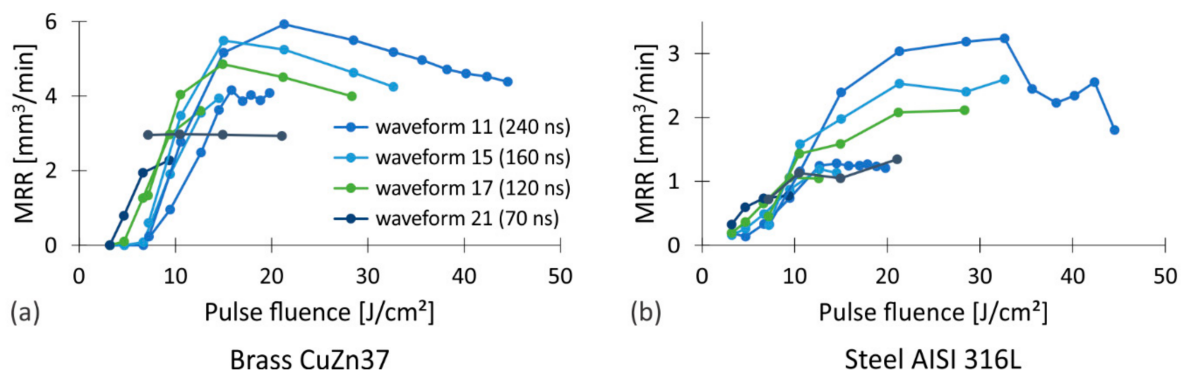 MRR [mm³/min]
6
4
2
0
0 10 20 30 40 50
waveform 11 (240 ns)
waveform 15 (160 ns)
waveform 17 (120 ns)
waveform 21 (70 ns)
(a)
Pulse fluence [J/cm²]
Brass CuZn37
MRR [mm³/min]
3
2
1
0
0 10 20 30 40 50
(b)
Pulse fluence [J/cm²]
Steel AISI 316L